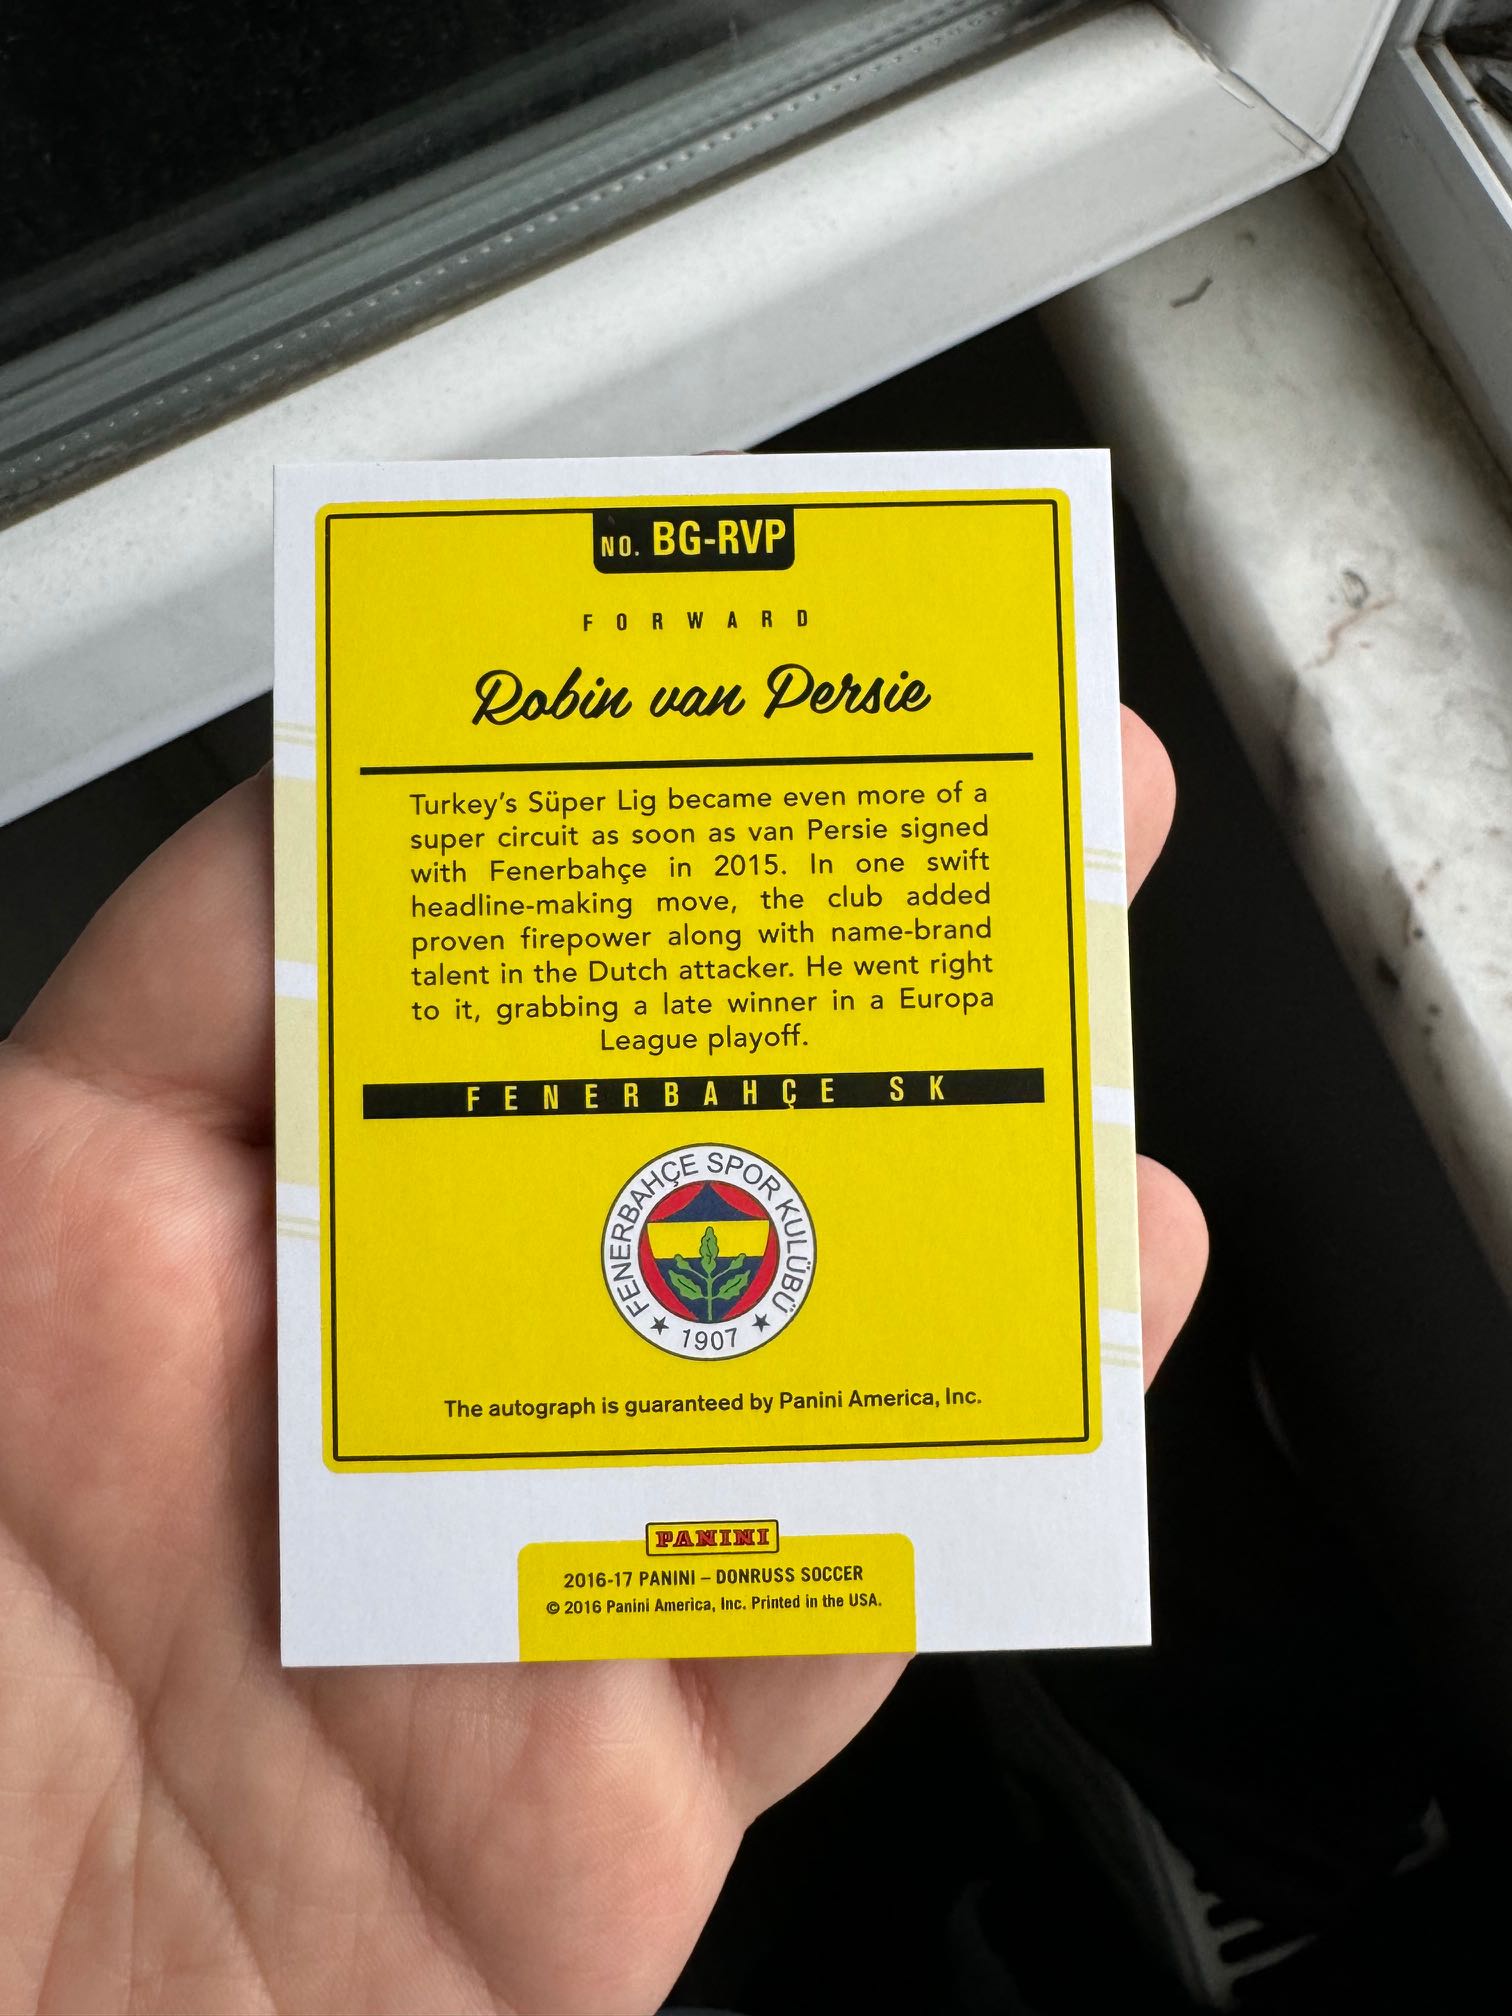 NO. BG-RVP
FORWARD
Robin van Persie
Turkey's Süper Lig became even more of a
super circuit as soon as van Persie signed
with Fenerbahçe in 2015. In one swift
headline-making move, the club added
proven firepower along with name-brand
talent in the Dutch attacker. He went right
to it, grabbing a late winner in a Europa
League playoff.
FENERBAHÇE SK
FENERBAHÇE SPOR KULÜBÜ
★ 1907 ★
The autograph is guaranteed by Panini America, Inc.
PANINI
2016-17 PANINI – DONRUSS SOCCER
© 2016 Panini America, Inc. Printed in the USA.